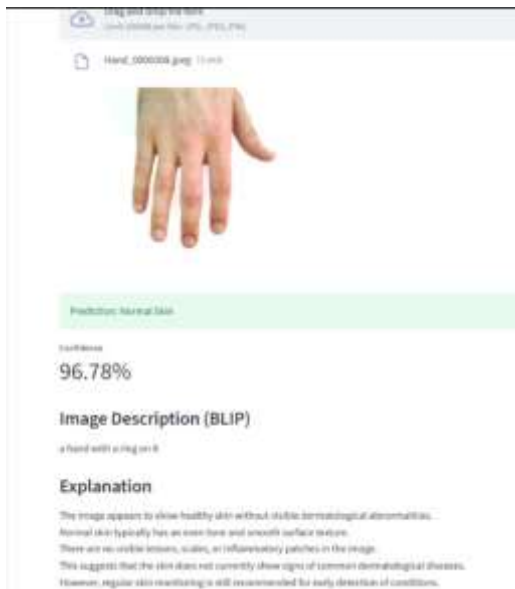 Drag and drop file here
Hand_0000006.jpeg
Prediction: Normal Skin
Confidence
96.78%
Image Description (BLIP)
a hand with a ring on it
Explanation
The image appears to show healthy skin without visible dermatological abnormalities.
Normal skin typically has an even tone and smooth surface texture.
There are no visible lesions, scales, or inflammatory patches in the image.
This suggests that the skin does not currently show signs of common dermatological diseases.
However, regular skin monitoring is still recommended for early detection of conditions.